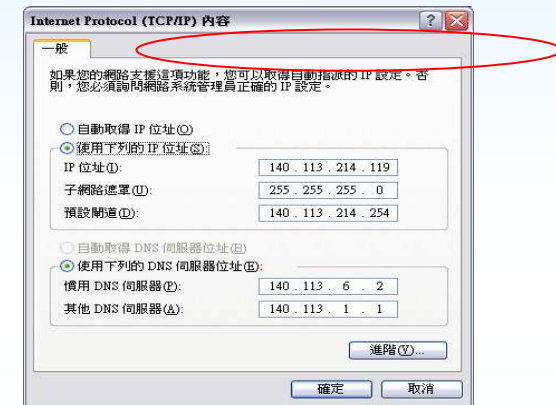 Internet Protocol (TCP/IP) 內容
一般
如果您的網路支援這項功能，您可以取得自動指派的 IP 設定。否
則，您必須詢問網路系統管理員正確的 IP 設定。
自動取得 IP 位址(O)
使用下列的 IP 位址(S):
IP 位址(I): 140 . 113 . 214 . 119
子網路遮罩(U): 255 . 255 . 255 . 0
預設閘道(D): 140 . 113 . 214 . 254
自動取得 DNS 伺服器位址(B)
使用下列的 DNS 伺服器位址(E):
慣用 DNS 伺服器(P): 140 . 113 . 6 . 2
其他 DNS 伺服器(A): 140 . 113 . 1 . 1
進階(V)...
確定 取消